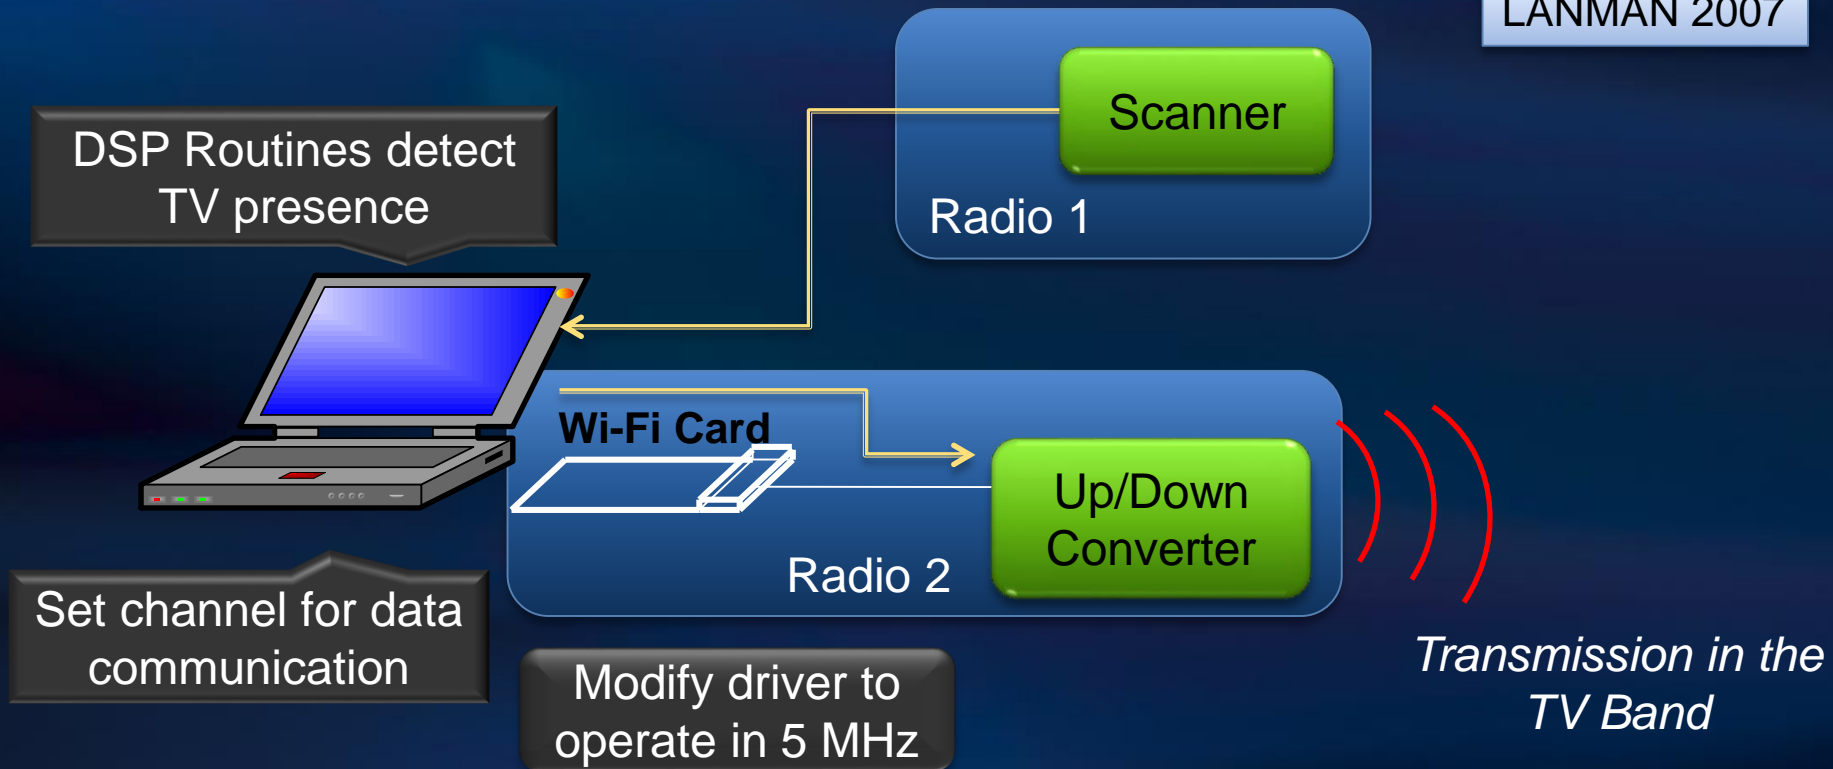 LANMAN 2007
Scanner
Radio 1
DSP Routines detect
TV presence
Wi-Fi Card
Up/Down
Converter
Radio 2
Set channel for data
communication
Modify driver to
operate in 5 MHz
Transmission in the
TV Band